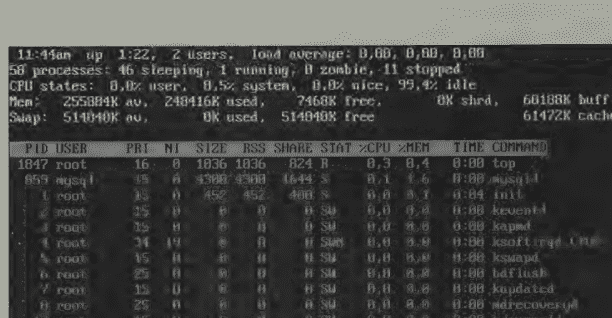 11:44am up 1:22, 2 users, load average: 0,00, 0,00, 0,00
58 processes: 46 sleeping, 1 running, 0 zombie, 11 stopped
CPU states: 0,0% user, 0,5% system, 0,0% nice, 99,4% idle
Mem: 255804K av, 248416K used, 7468K free, 0K shrd, 60188K buff
Swap: 514040K av, 0K used, 514040K free 61472K cache
PID USER PRI NI SIZE RSS SHARE STAT %CPU %MEM TIME COMMAND
1047 root 16 0 1036 1036 824 R 0,3 0,4 0:00 top
859 mysql 15 0 4300 4300 1644 S 0,1 1,6 0:00 mysqld
1 root 15 0 452 452 400 S 0,0 0,1 0:04 init
2 root 15 0 0 0 0 SW 0,0 0,0 0:00 keventd
3 root 15 0 0 0 0 SW 0,0 0,0 0:00 kapmd
4 root 34 19 0 0 0 SWN 0,0 0,0 0:00 ksoftirqd_CPU0
5 root 15 0 0 0 0 SW 0,0 0,0 0:00 kswapd
6 root 25 0 0 0 0 SW 0,0 0,0 0:00 bdflush
7 root 15 0 0 0 0 SW 0,0 0,0 0:00 kupdated
8 root 25 0 0 0 0 SW 0,0 0,0 0:00 mdrecoveryd